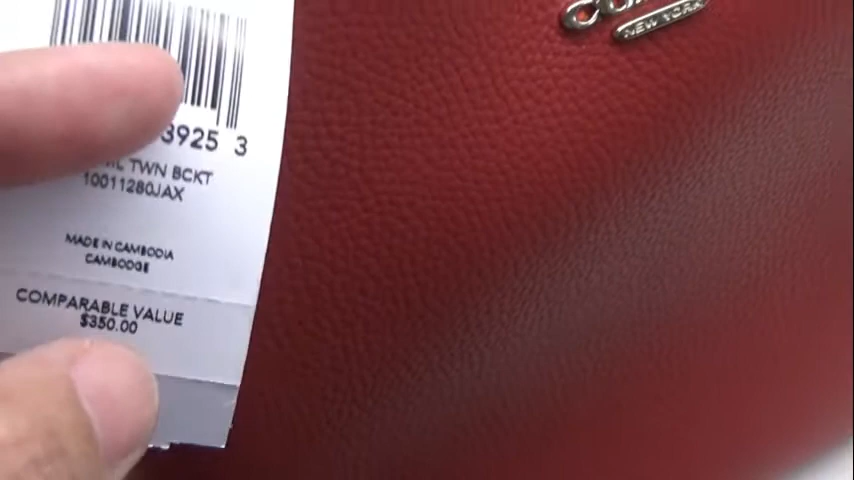 3925 3
TWN BCKT
10011280JAX
MADE IN CAMBODIA
CAMBODGE
COMPARABLE VALUE
$350.00
NEW YORK